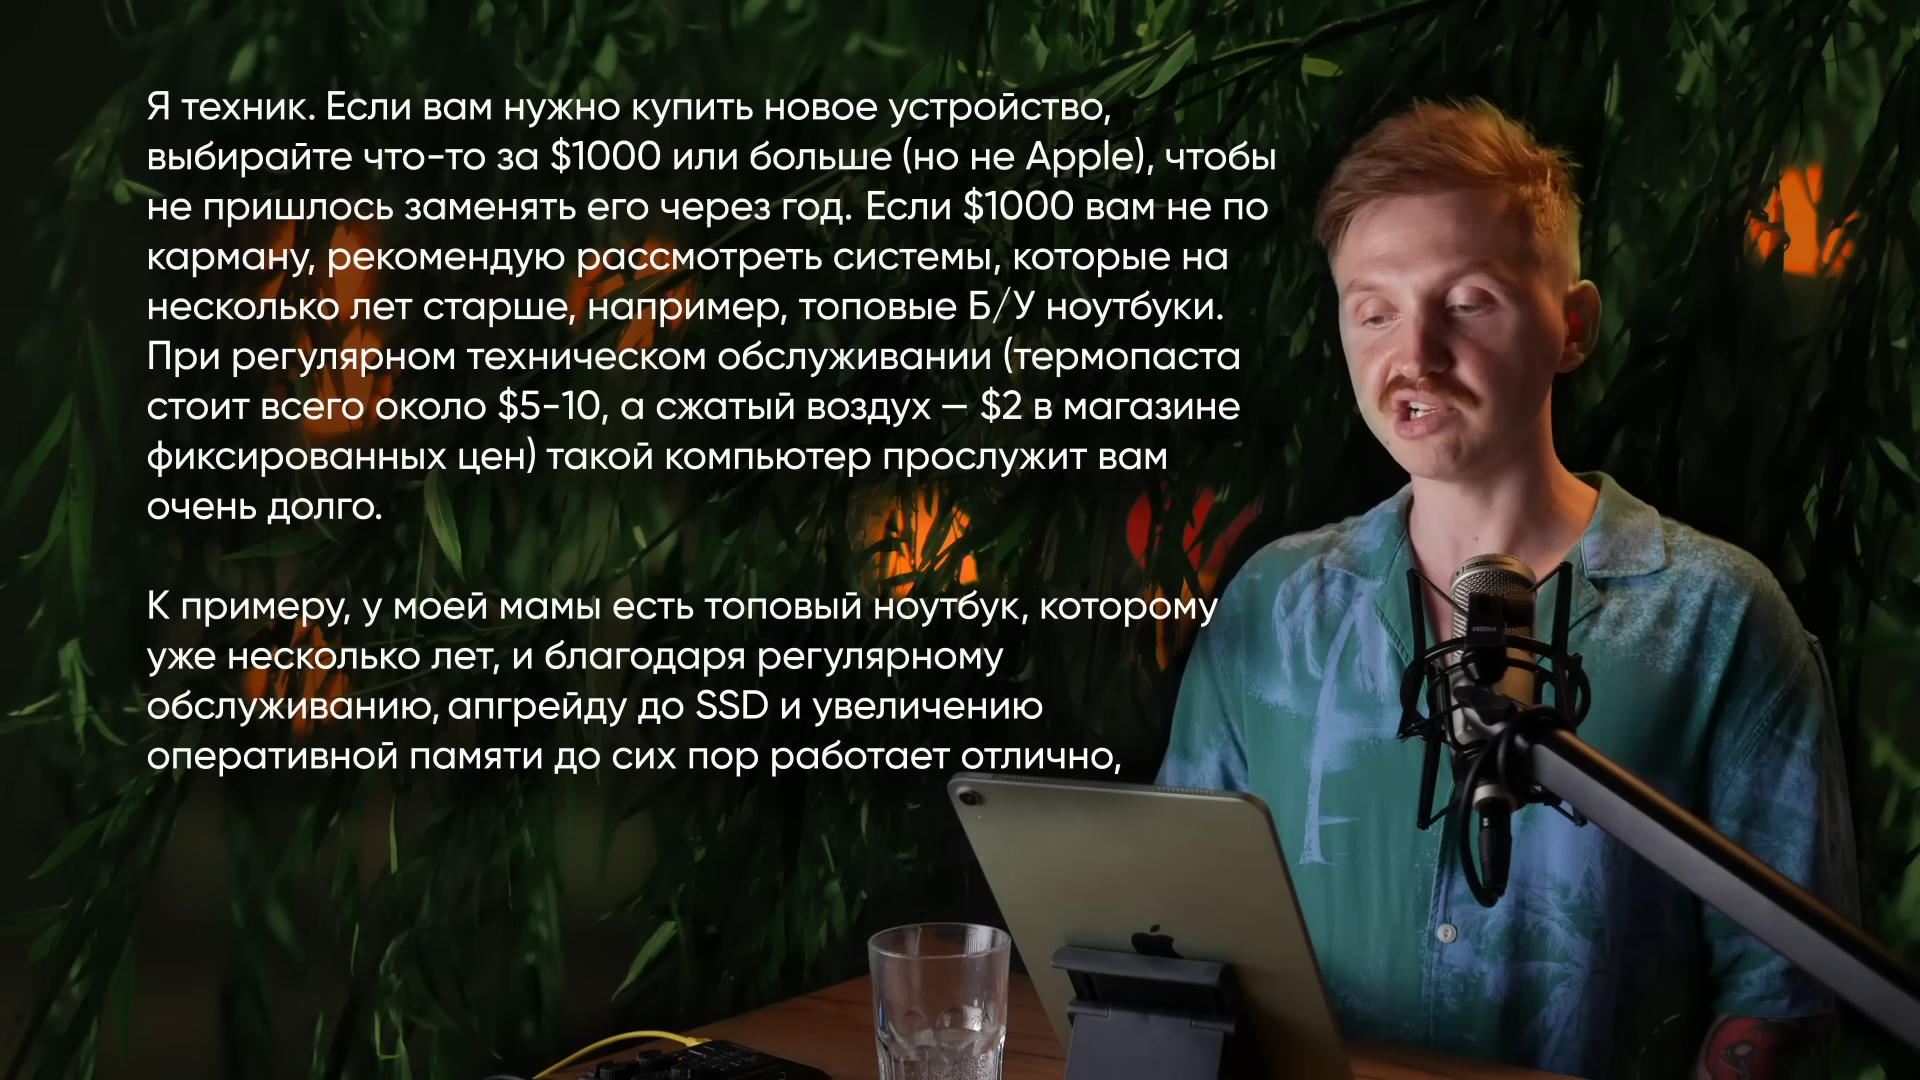 Я техник. Если вам нужно купить новое устройство,
выбирайте что-то за $1000 или больше (но не Apple), чтобы
не пришлось заменять его через год. Если $1000 вам не по
карману, рекомендую рассмотреть системы, которые на
несколько лет старше, например, топовые Б/У ноутбуки.
При регулярном техническом обслуживании (термопаста
стоит всего около $5-10, а сжатый воздух — $2 в магазине
фиксированных цен) такой компьютер прослужит вам
очень долго.
К примеру, у моей мамы есть топовый ноутбук, которому
уже несколько лет, и благодаря регулярному
обслуживанию, апгрейду до SSD и увеличению
оперативной памяти до сих пор работает отлично,